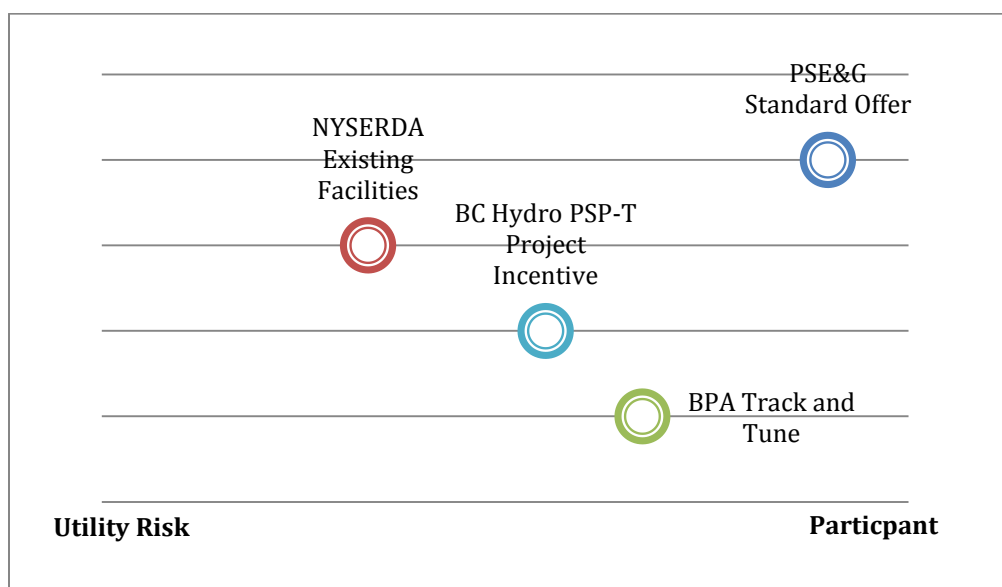 PSE&G
Standard Offer
NYSERDA
Existing
Facilities
BC Hydro PSP-T
Project
Incentive
BPA Track and
Tune
Utility Risk
Particpant